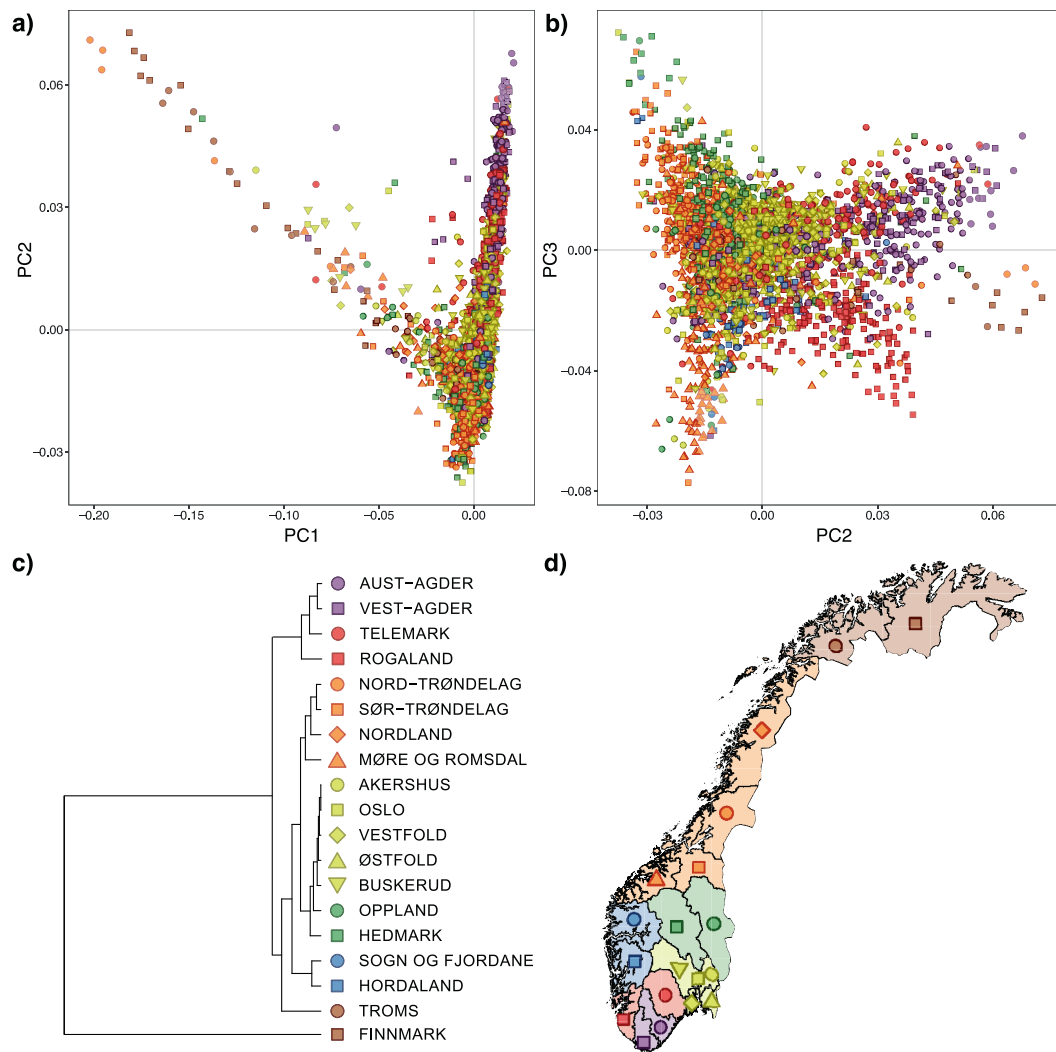 a)
0.06
0.03
0.00
−0.03
PC2
−0.20
−0.15
−0.10
−0.05
0.00
PC1
b)
0.04
0.00
−0.04
−0.08
PC3
−0.03
0.00
0.03
0.06
PC2
c)
AUST−AGDER
VEST−AGDER
TELEMARK
ROGALAND
NORD−TRØNDELAG
SØR−TRØNDELAG
NORDLAND
MØRE OG ROMSDAL
AKERSHUS
OSLO
VESTFOLD
ØSTFOLD
BUSKERUD
OPPLAND
HEDMARK
SOGN OG FJORDANE
HORDALAND
TROMS
FINNMARK
d)